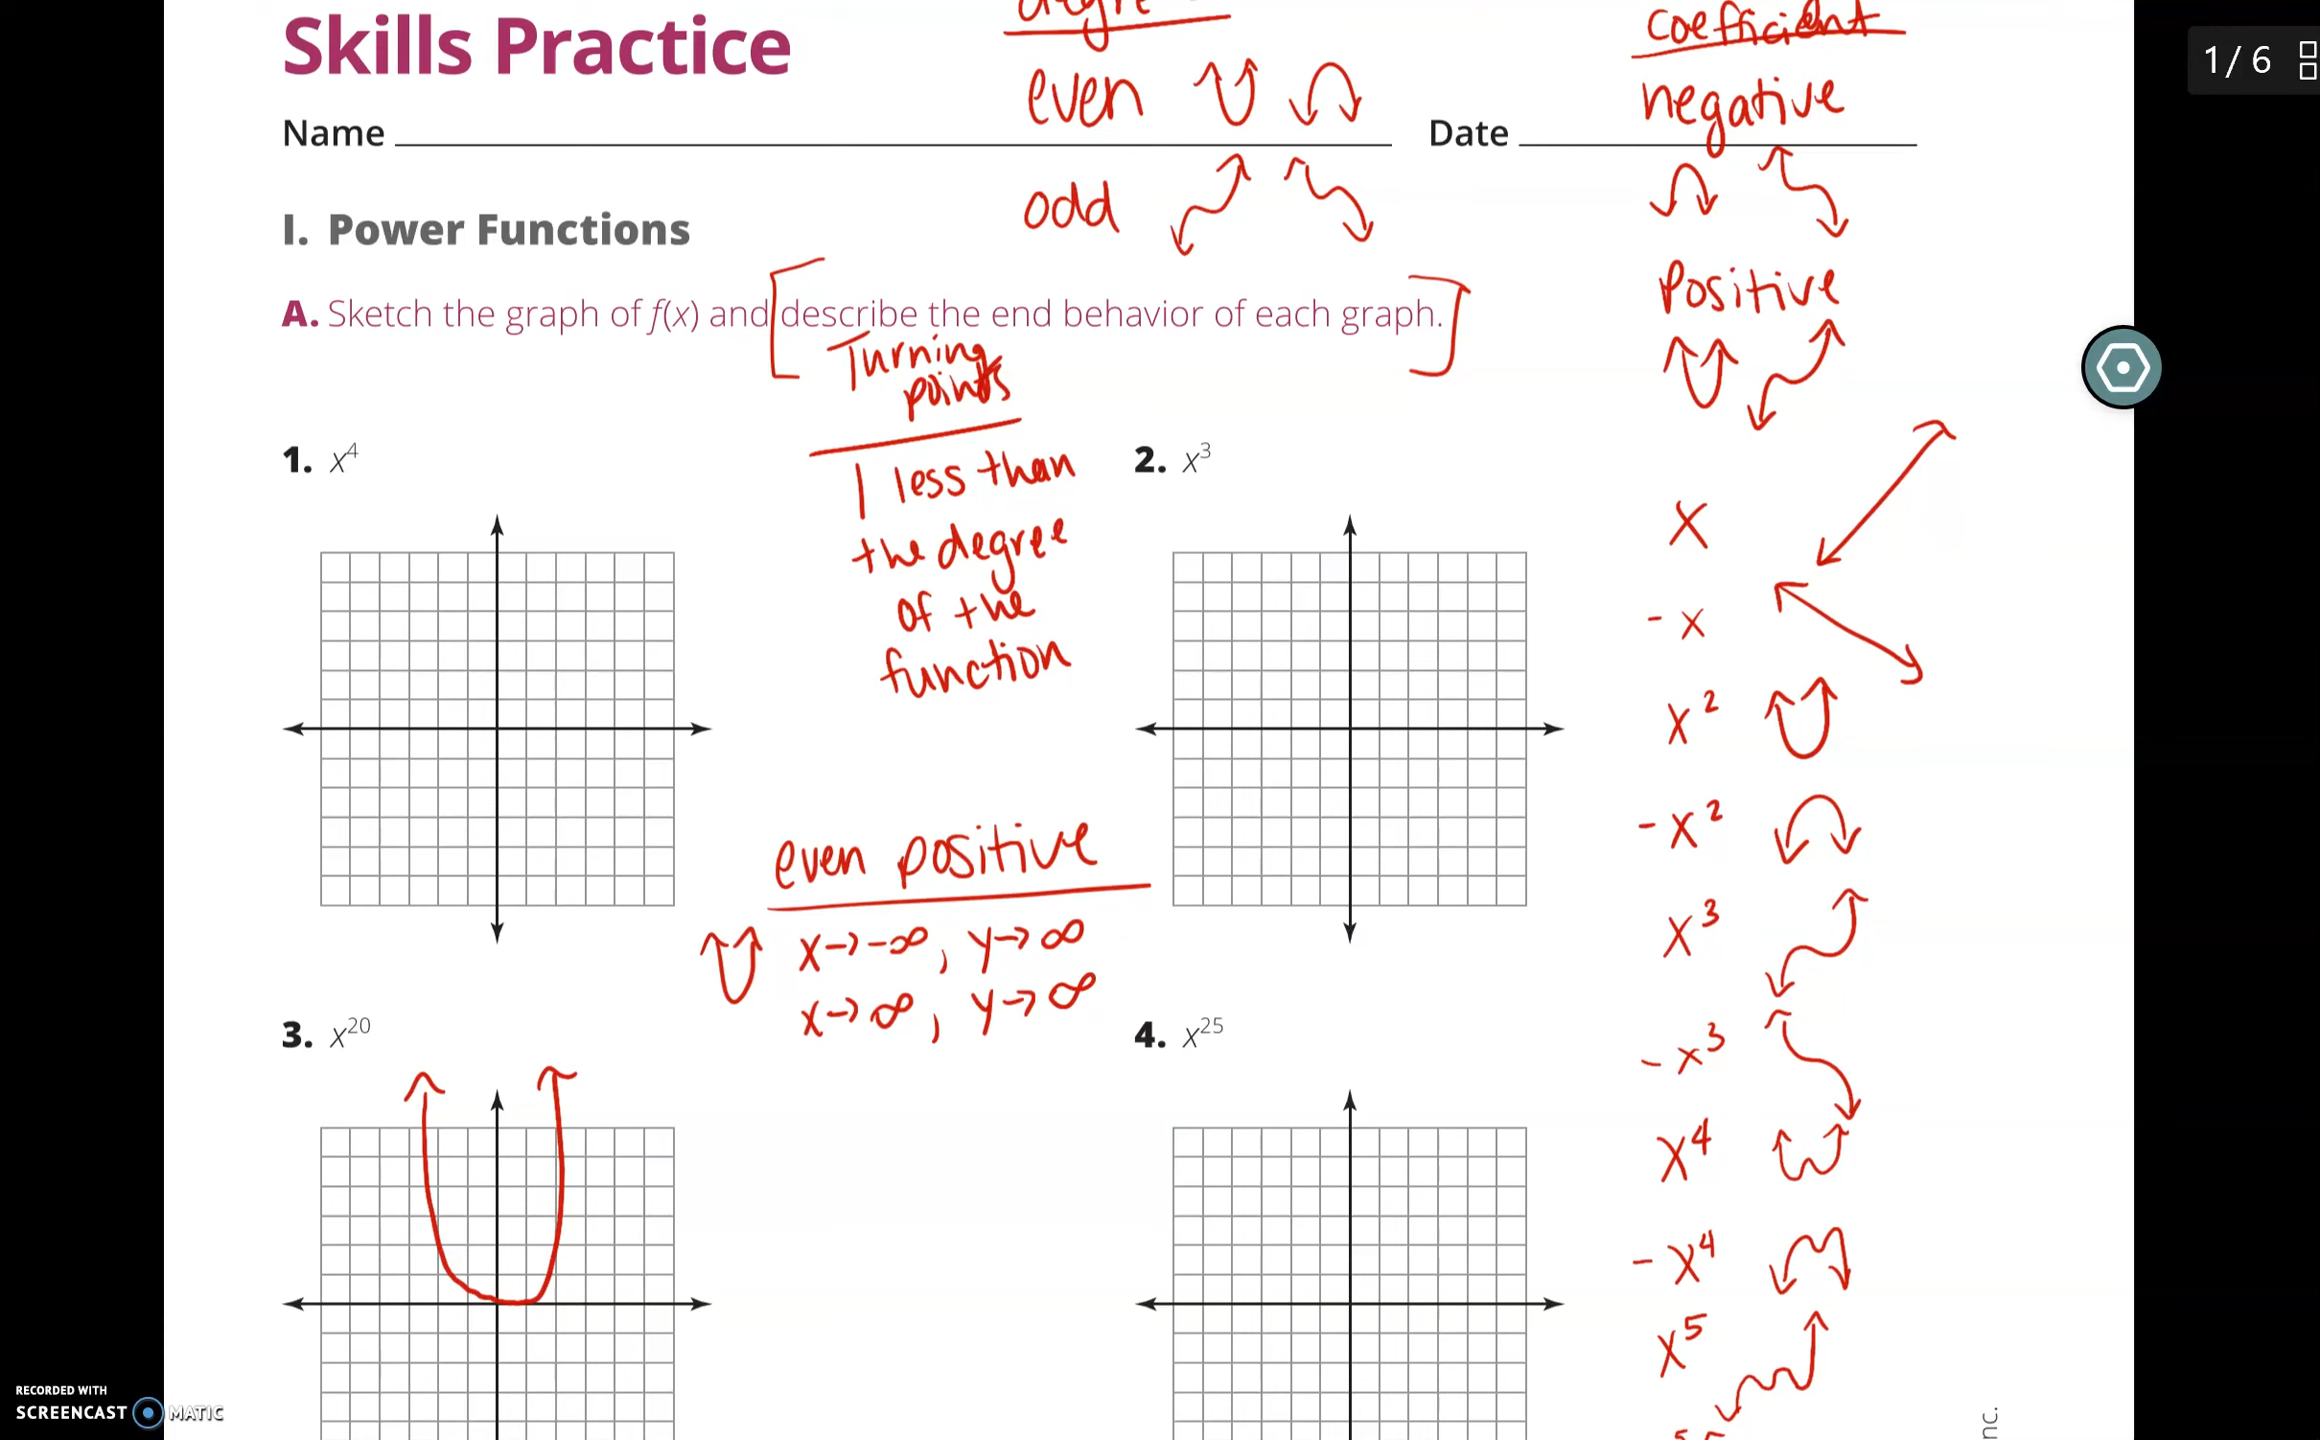 Skills Practice
degre
coefficient
1 / 6
even
negative
Name
Date
odd
I. Power Functions
Positive
A. Sketch the graph of f(x) and describe the end behavior of each graph.
Turning
points
1. x⁴
1 less than
the degree
of the
function
2. x³
x
- x
x²
-x²
x³
- x³
x⁴
- x⁴
x⁵
even positive
x→-∞, y→∞
x→∞, y→∞
3. x²⁰
4. x²⁵
RECORDED WITH
SCREENCAST MATIC
nc.